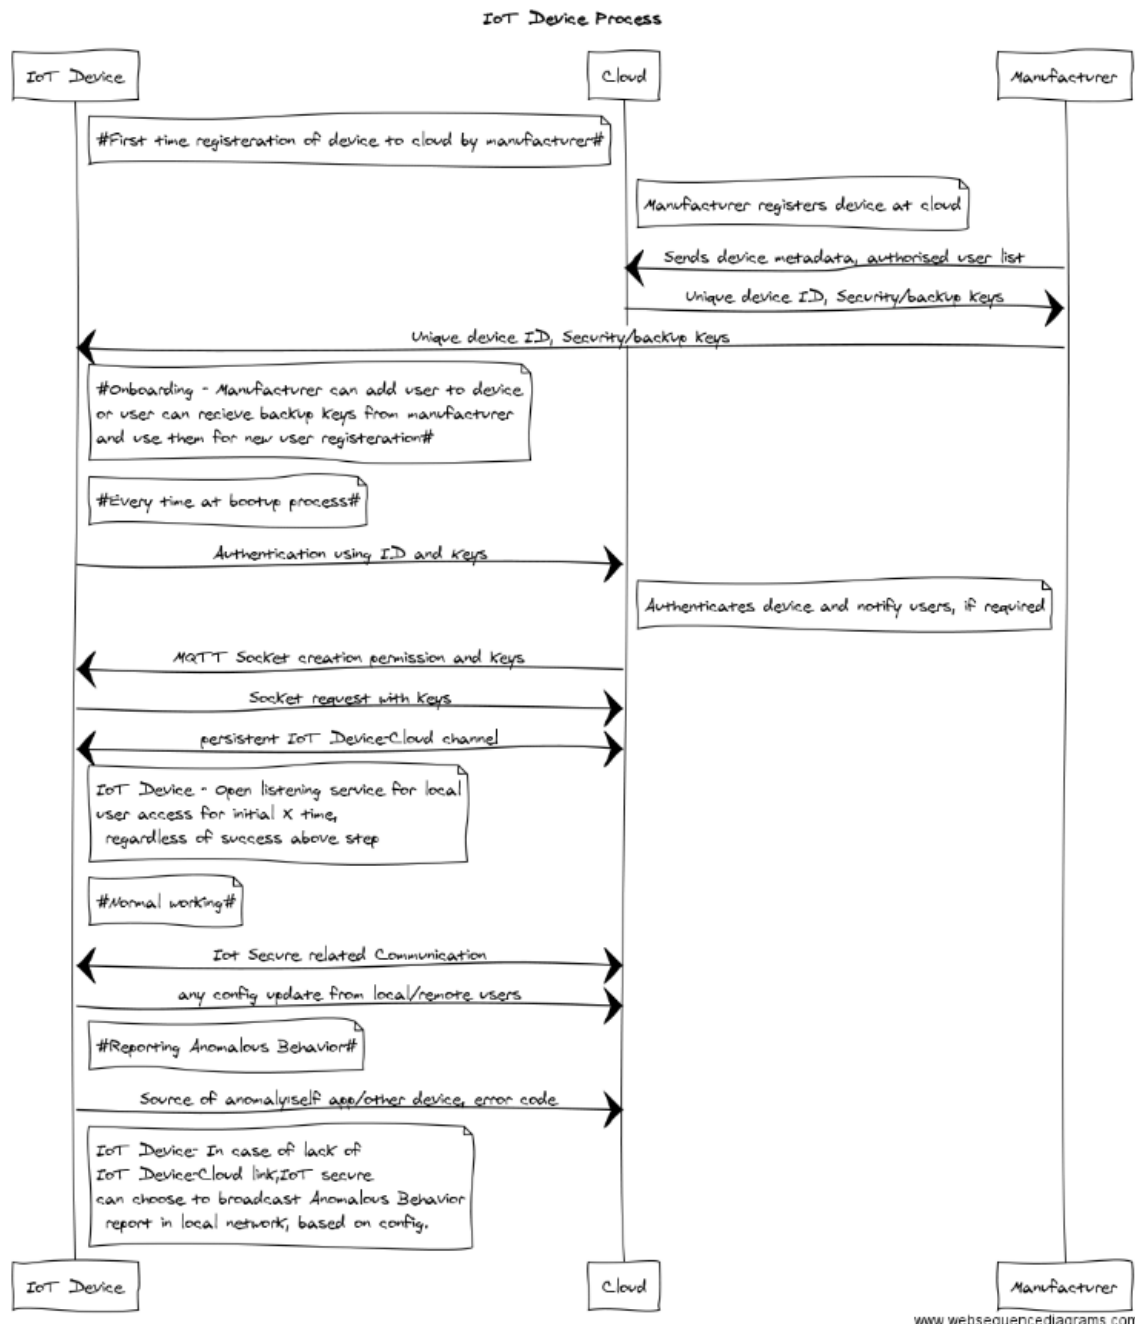 IoT Device Process
IoT Device
Cloud
Manufacturer
#First time registeration of device to cloud by manufacturer#
Manufacturer registers device at cloud
Sends device metadata, authorised user list
Unique device ID, Security/backup Keys
Unique device ID, Security/backup Keys
#Onboarding - Manufacturer can add user to device
or user can recieve backup Keys from manufacturer
and use them for new user registeration#
#Every time at bootup process#
Authentication using ID and Keys
Authenticates device and notify users, if required
MQTT Socket creation permission and Keys
Socket request with Keys
persistent IoT Device-Cloud channel
IoT Device - Open listening service for local
user access for initial X time,
regardless of success above step
#Normal working#
Iot Secure related Communication
any config update from local/remote users
#Reporting Anomalous Behavior#
Source of anomaly:self app/other device, error code
IoT Device- In case of lack of
IoT Device-Cloud link,IoT secure
can choose to broadcast Anomalous Behavior
report in local network, based on config.
IoT Device
Cloud
Manufacturer
www.websequencediagrams.com